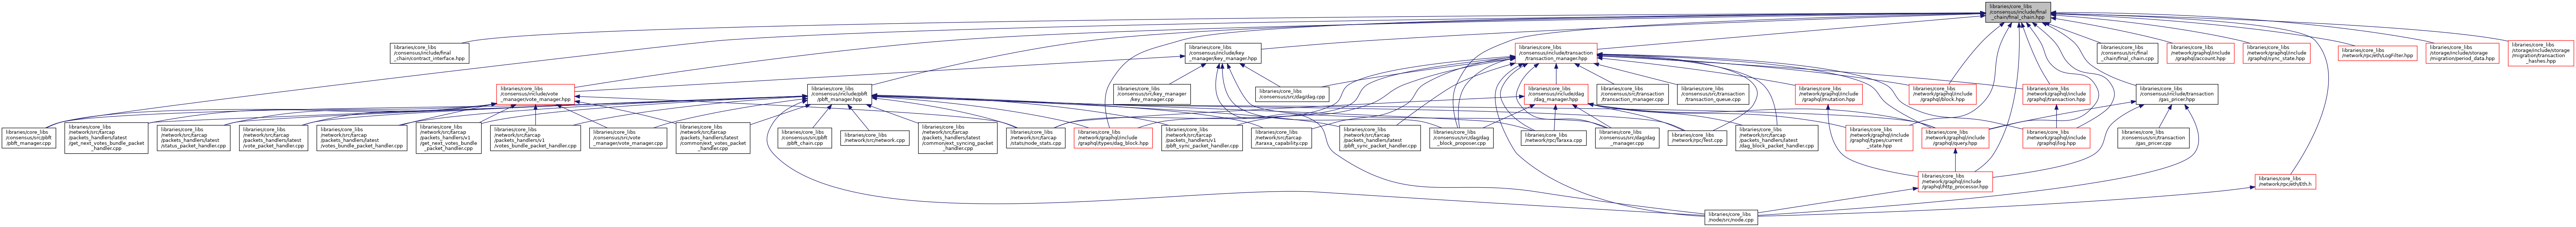 libraries/core_libs
/consensus/include/final
_chain/final_chain.hpp
libraries/core_libs
/consensus/include/final
_chain/contract_interface.hpp
libraries/core_libs
/consensus/include/key
_manager/key_manager.hpp
libraries/core_libs
/consensus/include/transaction
/transaction_manager.hpp
libraries/core_libs
/consensus/src/final
_chain/final_chain.cpp
libraries/core_libs
/network/graphql/include
/graphql/account.hpp
libraries/core_libs
/network/graphql/include
/graphql/sync_state.hpp
libraries/core_libs
/network/rpc/eth/LogFilter.hpp
libraries/core_libs
/storage/include/storage
/migration/period_data.hpp
libraries/core_libs
/storage/include/storage
/migration/transaction
_hashes.hpp
libraries/core_libs
/consensus/include/vote
_manager/vote_manager.hpp
libraries/core_libs
/consensus/include/pbft
/pbft_manager.hpp
libraries/core_libs
/consensus/src/key_manager
/key_manager.cpp
libraries/core_libs
/consensus/src/dag/dag.cpp
libraries/core_libs
/consensus/include/dag
/dag_manager.hpp
libraries/core_libs
/consensus/src/transaction
/transaction_manager.cpp
libraries/core_libs
/consensus/src/transaction
/transaction_queue.cpp
libraries/core_libs
/network/graphql/include
/graphql/mutation.hpp
libraries/core_libs
/network/graphql/include
/graphql/block.hpp
libraries/core_libs
/network/graphql/include
/graphql/transaction.hpp
libraries/core_libs
/consensus/include/transaction
/gas_pricer.hpp
libraries/core_libs
/consensus/src/pbft
/pbft_manager.cpp
libraries/core_libs
/network/src/tarcap
/packets_handlers/latest
/get_next_votes_bundle_packet
_handler.cpp
libraries/core_libs
/network/src/tarcap
/packets_handlers/latest
/status_packet_handler.cpp
libraries/core_libs
/network/src/tarcap
/packets_handlers/latest
/vote_packet_handler.cpp
libraries/core_libs
/network/src/tarcap
/packets_handlers/latest
/votes_bundle_packet_handler.cpp
libraries/core_libs
/network/src/tarcap
/packets_handlers/v1
/get_next_votes_bundle
_packet_handler.cpp
libraries/core_libs
/network/src/tarcap
/packets_handlers/v1
/votes_bundle_packet_handler.cpp
libraries/core_libs
/consensus/src/vote
_manager/vote_manager.cpp
libraries/core_libs
/network/src/tarcap
/packets_handlers/latest
/common/ext_votes_packet
_handler.cpp
libraries/core_libs
/consensus/src/pbft
/pbft_chain.cpp
libraries/core_libs
/network/src/network.cpp
libraries/core_libs
/network/src/tarcap
/packets_handlers/latest
/common/ext_syncing_packet
_handler.cpp
libraries/core_libs
/network/src/tarcap
/stats/node_stats.cpp
libraries/core_libs
/network/graphql/include
/graphql/types/dag_block.hpp
libraries/core_libs
/network/src/tarcap
/packets_handlers/v1
/pbft_sync_packet_handler.cpp
libraries/core_libs
/network/src/tarcap
/taraxa_capability.cpp
libraries/core_libs
/network/src/tarcap
/packets_handlers/latest
/pbft_sync_packet_handler.cpp
libraries/core_libs
/consensus/src/dag/dag
_block_proposer.cpp
libraries/core_libs
/network/rpc/Taraxa.cpp
libraries/core_libs
/consensus/src/dag/dag
_manager.cpp
libraries/core_libs
/network/rpc/Test.cpp
libraries/core_libs
/network/src/tarcap
/packets_handlers/latest
/dag_block_packet_handler.cpp
libraries/core_libs
/network/graphql/include
/graphql/types/current
_state.hpp
libraries/core_libs
/network/graphql/include
/graphql/query.hpp
libraries/core_libs
/network/graphql/include
/graphql/log.hpp
libraries/core_libs
/consensus/src/transaction
/gas_pricer.cpp
libraries/core_libs
/network/graphql/include
/graphql/http_processor.hpp
libraries/core_libs
/network/rpc/eth/Eth.h
libraries/core_libs
/node/src/node.cpp